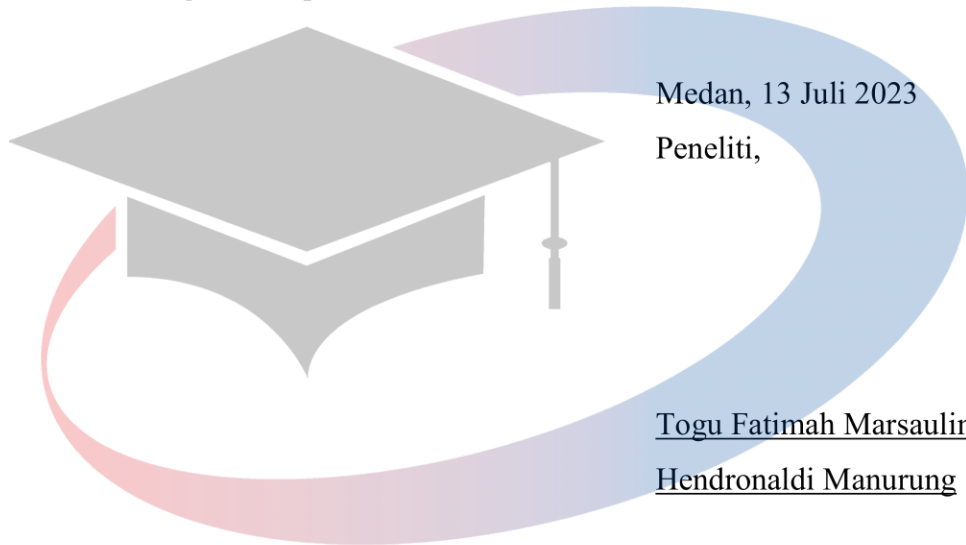 Medan, 13 Juli 2023
Peneliti,
Togu Fatimah
Hendronaldi Manurung